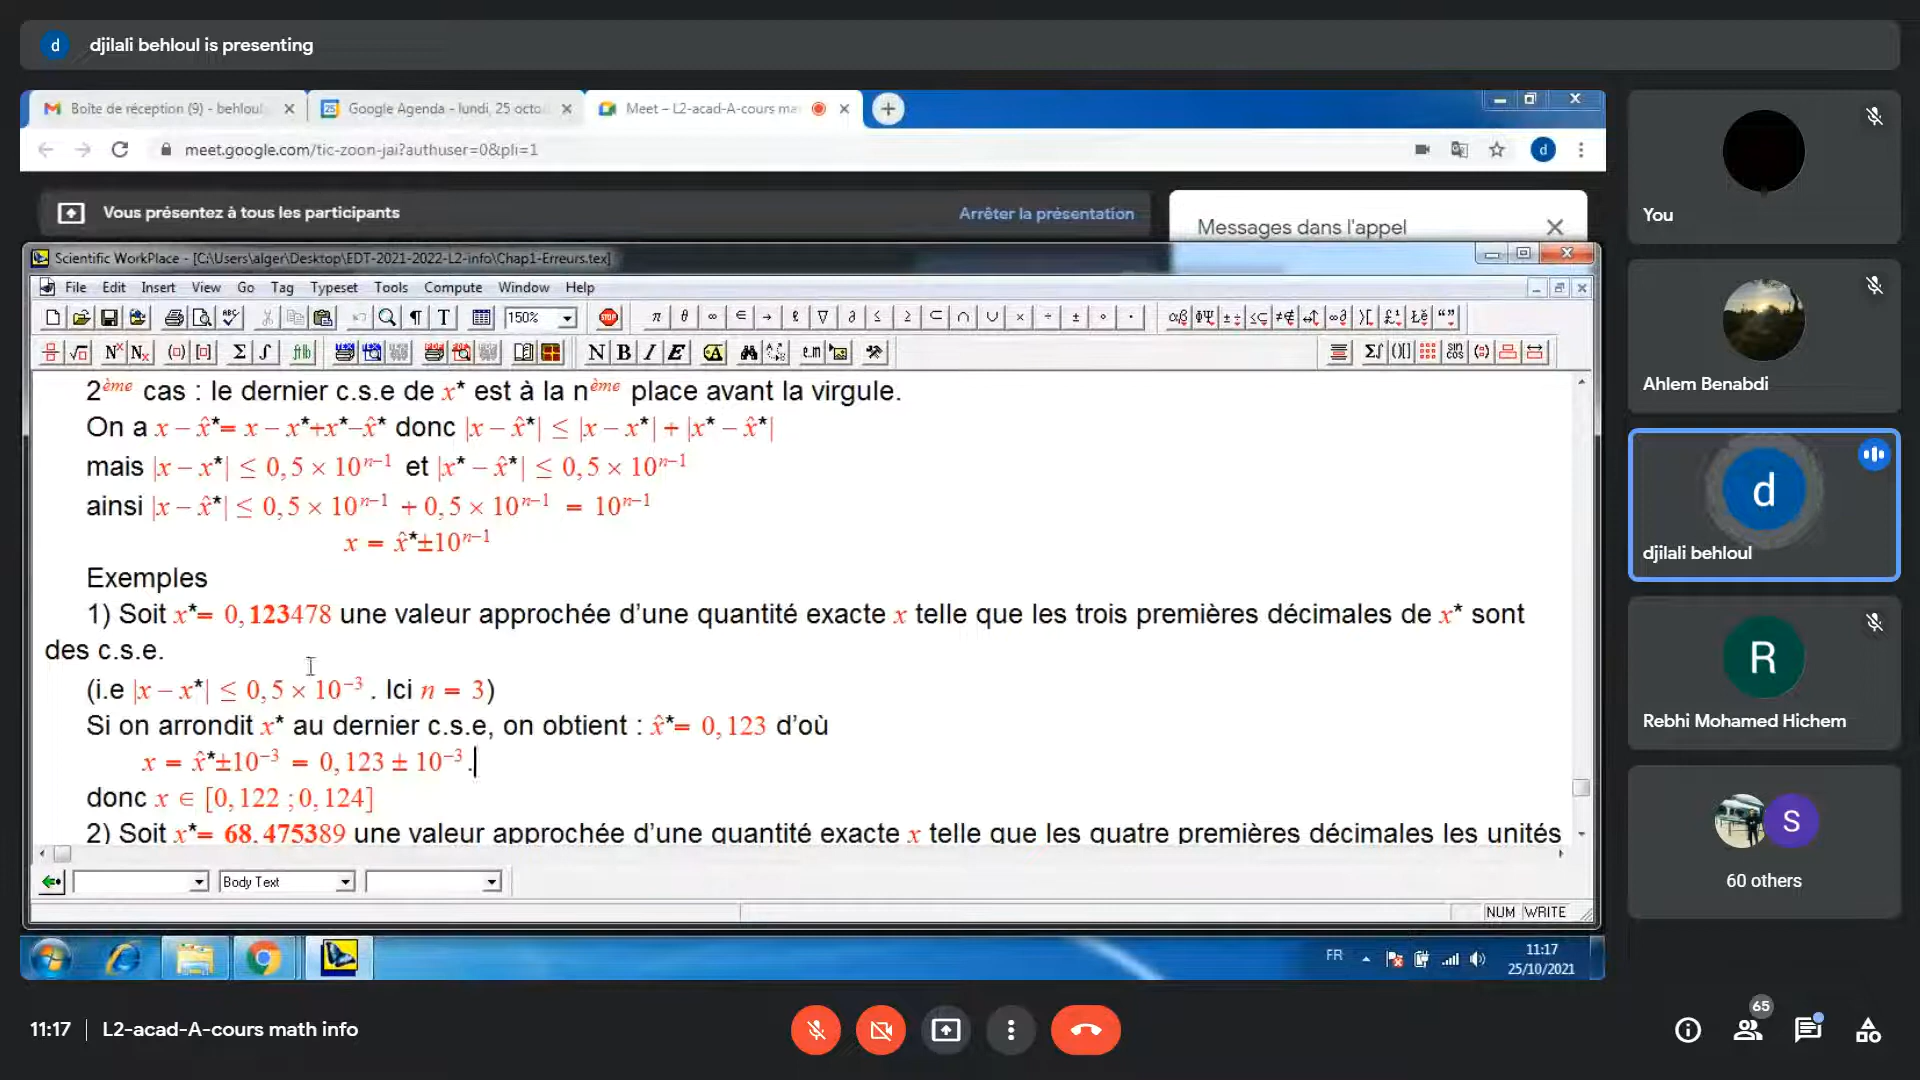 d djilali behloul is presenting
Boîte de réception (9) - behloul
Google Agenda - lundi, 25 octo
Meet – L2-acad-A-cours ma
meet.google.com/tic-zoon-jai?authuser=0&pli=1
d
Vous présentez à tous les participants
Arrêter la présentation
Messages dans l'appel
Scientific WorkPlace - [C:\Users\alger\Desktop\EDT-2021-2022-L2-info\Chap1-Erreurs.tex]
File Edit Insert View Go Tag Typeset Tools Compute Window Help
150% STOP
2ème cas : le dernier c.s.e de x* est à la nème place avant la virgule.
On a x − x̂*= x − x*+x*−x̂* donc |x − x̂*| ≤ |x − x*| + |x* − x̂*|
mais |x − x*| ≤ 0,5 × 10ⁿ⁻¹ et |x* − x̂*| ≤ 0,5 × 10ⁿ⁻¹
ainsi |x − x̂*| ≤ 0,5 × 10ⁿ⁻¹ + 0,5 × 10ⁿ⁻¹ = 10ⁿ⁻¹
x = x̂*±10ⁿ⁻¹
Exemples
1) Soit x*= 0,123478 une valeur approchée d’une quantité exacte x telle que les trois premières décimales de x* sont
des c.s.e.
(i.e |x − x*| ≤ 0,5 × 10⁻³ . Ici n = 3)
Si on arrondit x* au dernier c.s.e, on obtient : x̂*= 0,123 d’où
x = x̂*±10⁻³ = 0,123 ± 10⁻³ .
donc x ∈ [0,122 ;0,124]
2) Soit x*= 68,475389 une valeur approchée d’une quantité exacte x telle que les quatre premières décimales les unités
Body Text
NUM WRITE
FR
11:17
25/10/2021
You
Ahlem Benabdi
d
djilali behloul
R
Rebhi Mohamed Hichem
S
60 others
11:17 | L2-acad-A-cours math info
65